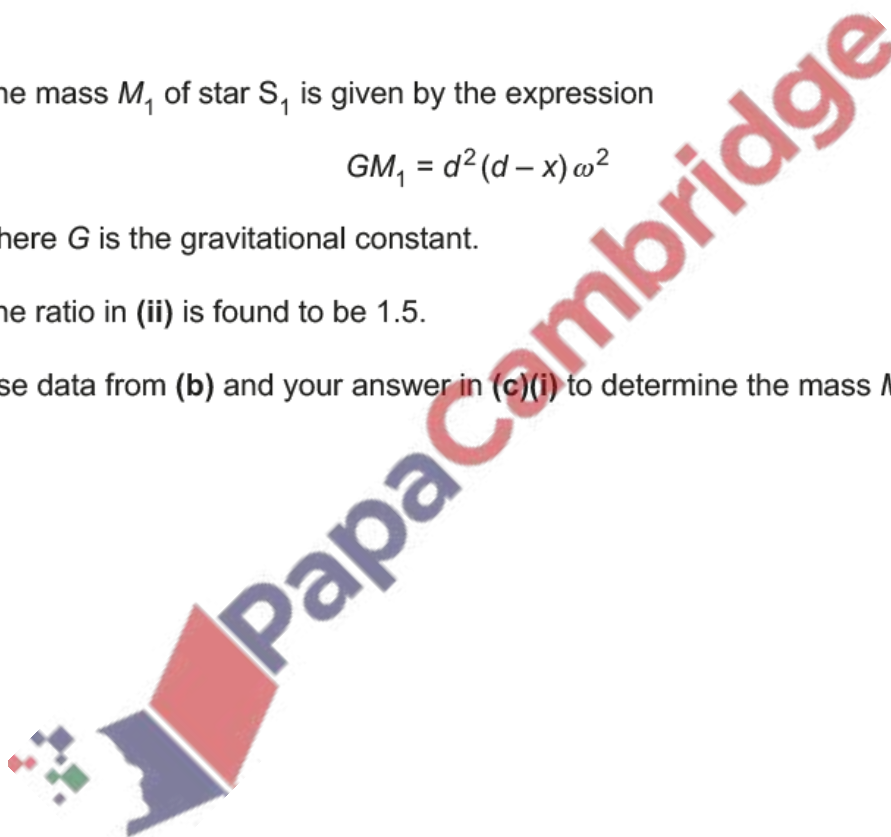 he mass M₁ of star S₁ is given by the expression
GM₁ = d²(d – x) ω²
here G is the gravitational constant.
he ratio in (ii) is found to be 1.5.
se data from (b) and your answer in (c)(i) to determine the mass M
PapaCambridge